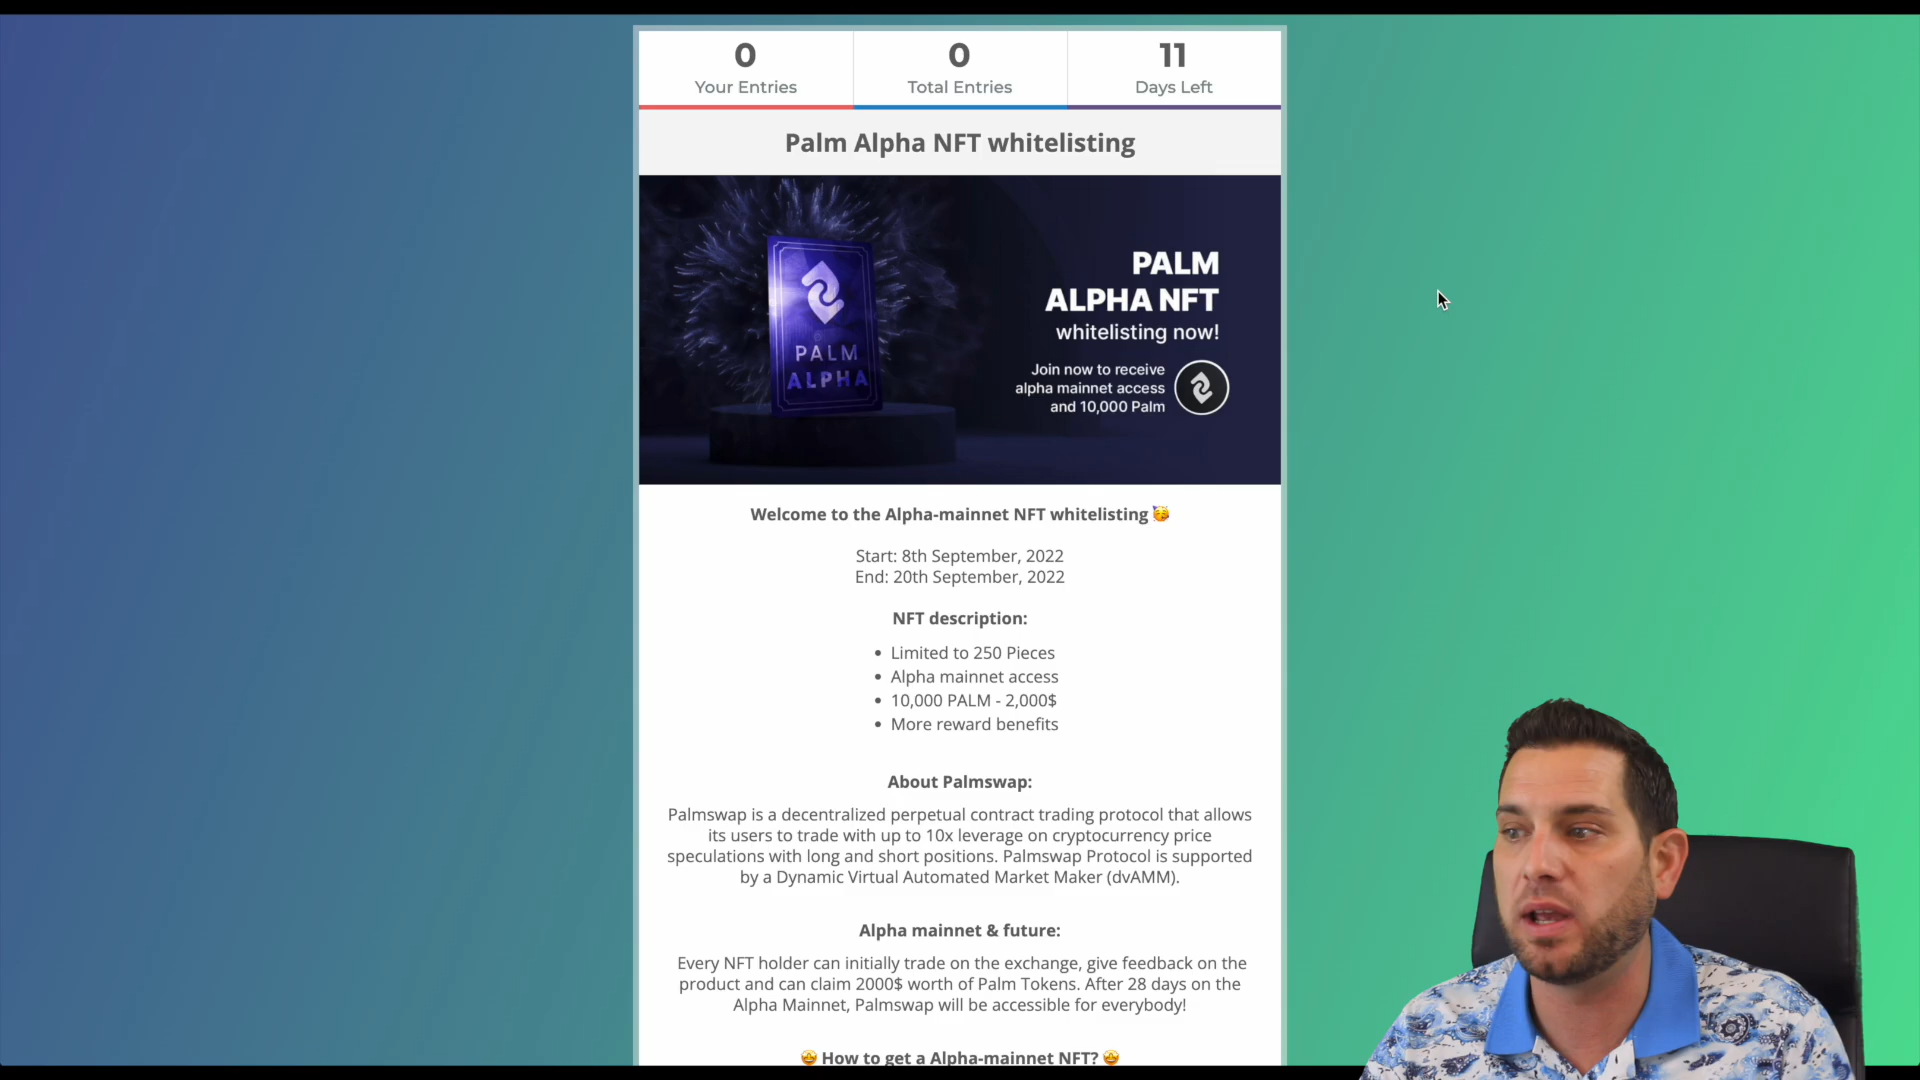 0
Your Entries
0
Total Entries
11
Days Left
Palm Alpha NFT whitelisting
PALM
ALPHA
PALM
ALPHA NFT
whitelisting now!
Join now to receive
alpha mainnet access
and 10,000 Palm
Welcome to the Alpha-mainnet NFT whitelisting 🥳
Start: 8th September, 2022
End: 20th September, 2022
NFT description:
• Limited to 250 Pieces
• Alpha mainnet access
• 10,000 PALM - 2,000$
• More reward benefits
About Palmswap:
Palmswap is a decentralized perpetual contract trading protocol that allows
its users to trade with up to 10x leverage on cryptocurrency price
speculations with long and short positions. Palmswap Protocol is supported
by a Dynamic Virtual Automated Market Maker (dvAMM).
Alpha mainnet & future:
Every NFT holder can initially trade on the exchange, give feedback on the
product and can claim 2000$ worth of Palm Tokens. After 28 days on the
Alpha Mainnet, Palmswap will be accessible for everybody!
🤩 How to get a Alpha-mainnet NFT? 🤩